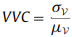 VVC = σ_𝒱 / μ_𝒱